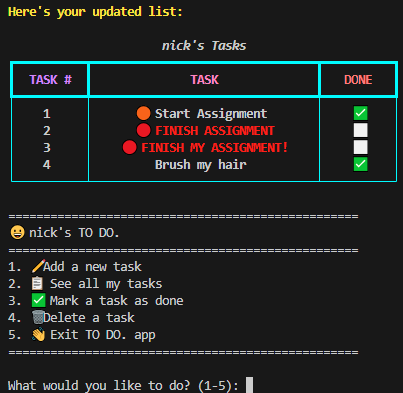 Here's your updated list:
nick's Tasks
TASK # TASK DONE
1 🟠 Start Assignment ✅
2 🔴 FINISH ASSIGNMENT ⬜
3 🔴 FINISH MY ASSIGNMENT! ⬜
4 Brush my hair ✅
==================================================
😀 nick's TO DO.
==================================================
1. ✏️Add a new task
2. 📋 See all my tasks
3. ✅ Mark a task as done
4. 🗑️Delete a task
5. 👋 Exit TO DO. app
==================================================
What would you like to do? (1-5):